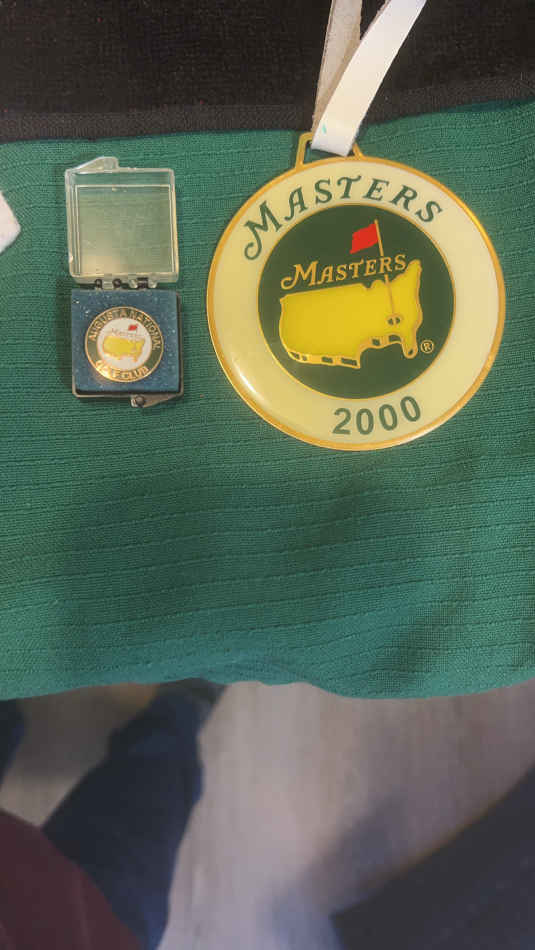 MASTERS
MASTERS
®
2000
AUGUSTA NATIONAL
Masters
GOLF CLUB